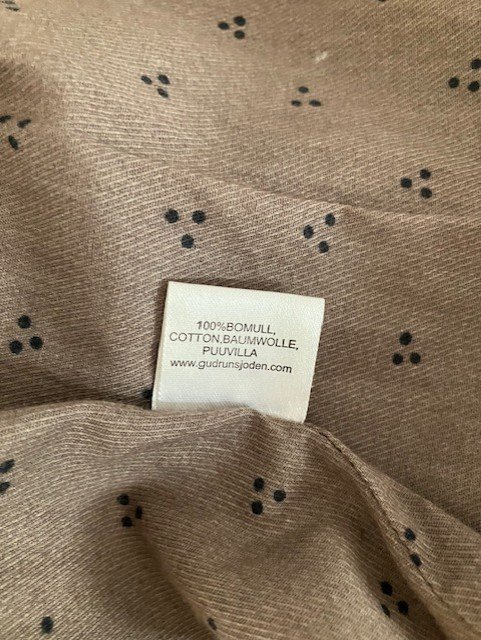 100%BOMULL,
COTTON,BAUMWOLLE,
PUUVILLA
www.gudrunsjoden.com